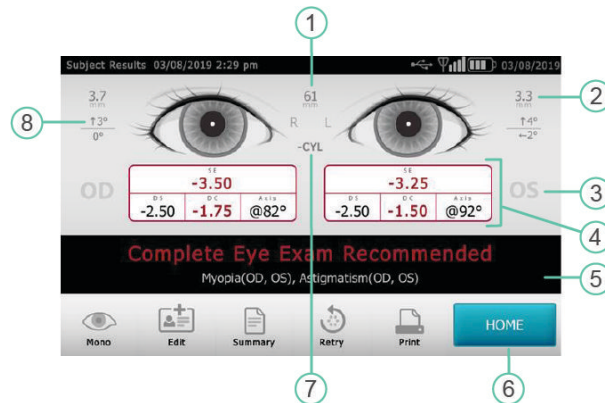 1
Subject Results 03/08/2019 2:29 pm 03/08/2019
3.7 mm 61 mm 3.3 mm 2
8 ↑3° 0° R L ↑4° ←2°
-CYL
OD OS 3
SE -3.50 SE -3.25
DS -2.50 DC -1.75 Axis @82° DS -2.50 DC -1.50 Axis @92° 4
Complete Eye Exam Recommended
Myopia(OD, OS), Astigmatism(OD, OS) 5
Mono Edit Summary Retry Print HOME
7 6